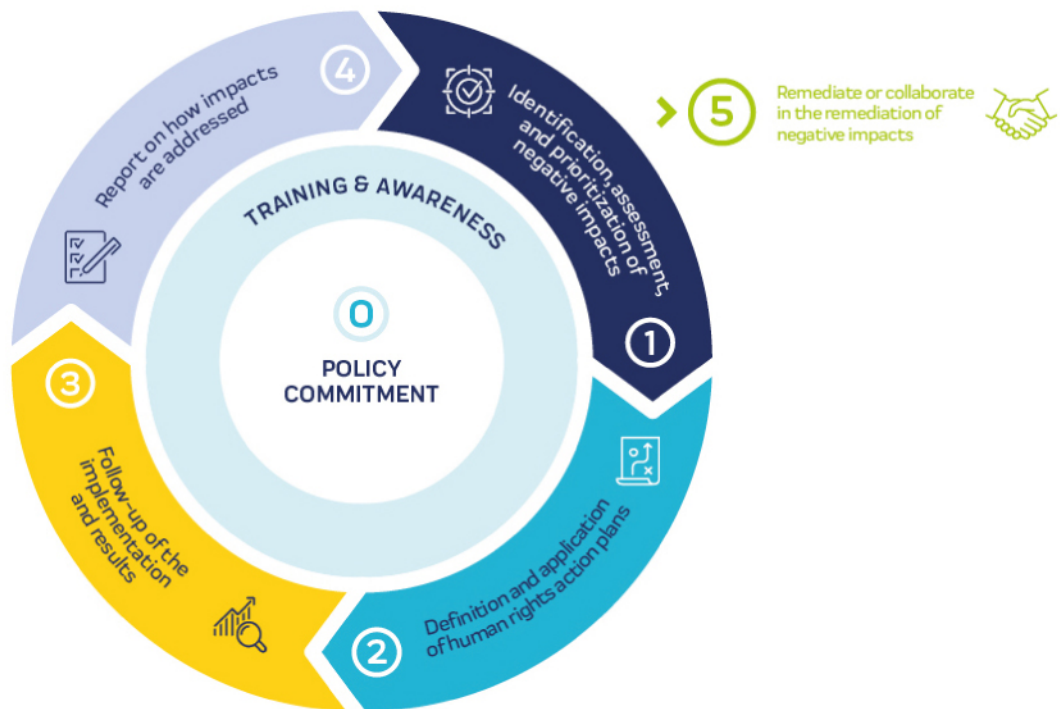 4
Report on how impacts
are addressed
Identification, assessment,
and prioritization of
negative impacts
1
5
Remediate or collaborate
in the remediation of
negative impacts
TRAINING & AWARENESS
0
POLICY
COMMITMENT
3
Follow-up of the
implementation
and results
2
Definition and application
of human rights action plans